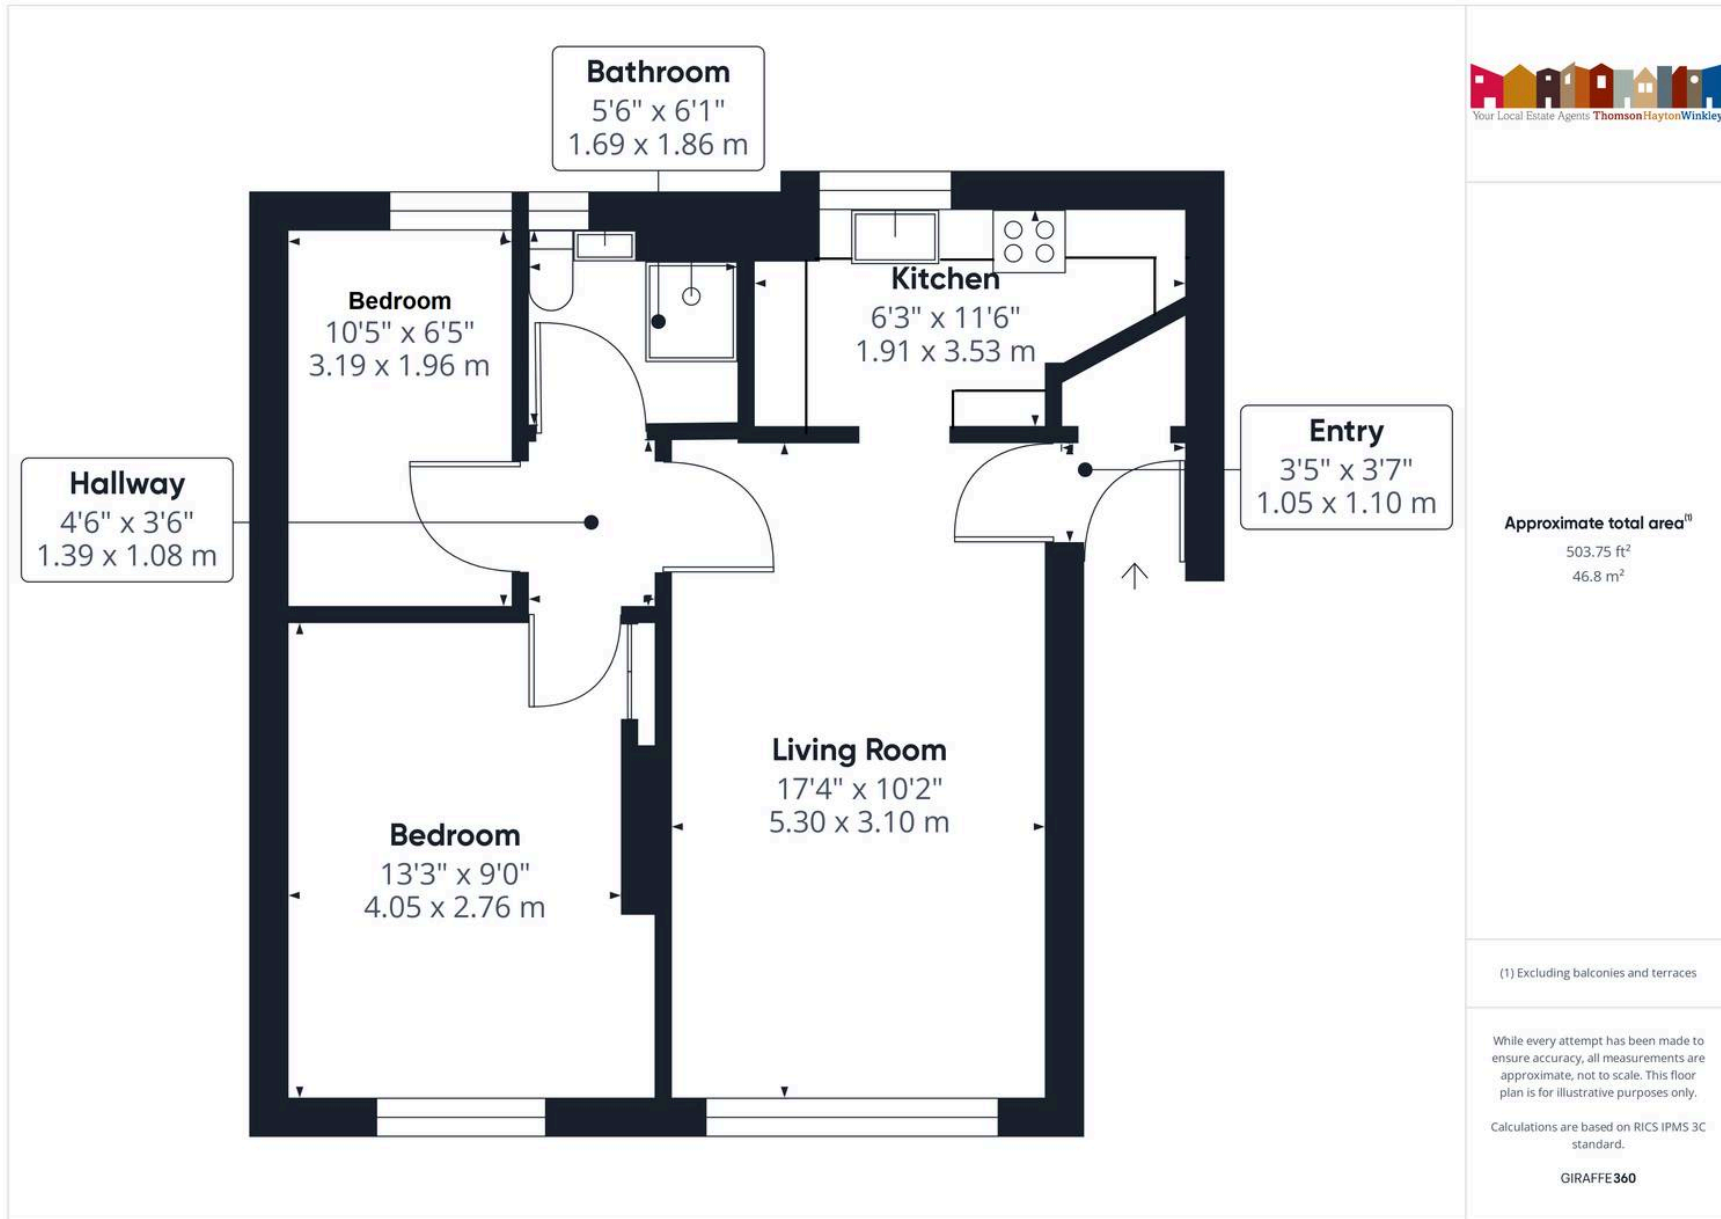 Bathroom
5'6" x 6'1"
1.69 x 1.86 m
Your Local Estate Agents ThomsonHaytonWinkley
Bedroom
10'5" x 6'5"
3.19 x 1.96 m
Kitchen
6'3" x 11'6"
1.91 x 3.53 m
Hallway
4'6" x 3'6"
1.39 x 1.08 m
Entry
3'5" x 3'7"
1.05 x 1.10 m
Living Room
17'4" x 10'2"
5.30 x 3.10 m
Bedroom
13'3" x 9'0"
4.05 x 2.76 m
Approximate total area⁽¹⁾
503.75 ft²
46.8 m²
(1) Excluding balconies and terraces
While every attempt has been made to
ensure accuracy, all measurements are
approximate, not to scale. This floor
plan is for illustrative purposes only.
Calculations are based on RICS IPMS 3C
standard.
GIRAFFE360